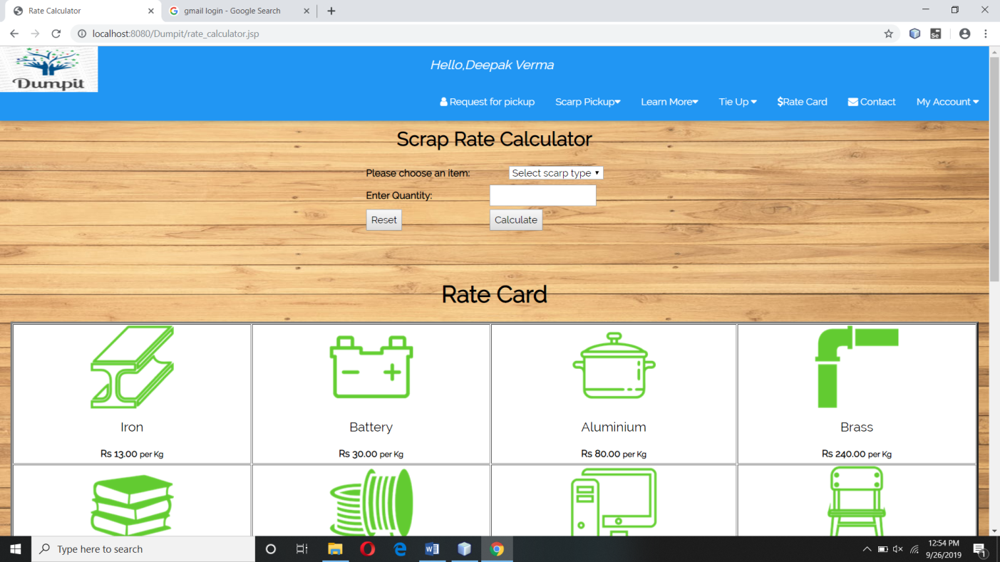 Rate Calculator
gmail login - Google Search
localhost:8080/Dumpit/rate_calculator.jsp
Se
Dumpit
Hello,Deepak Verma
Request for pickup Scarp Pickup Learn More Tie Up $Rate Card Contact My Account
Scrap Rate Calculator
Please choose an item: Select scarp type
Enter Quantity:
Reset Calculate
Rate Card
Iron Battery Aluminium Brass
Rs 13.00 per Kg Rs 30.00 per Kg Rs 80.00 per Kg Rs 240.00 per Kg
Type here to search
12:54 PM
9/26/2019
1